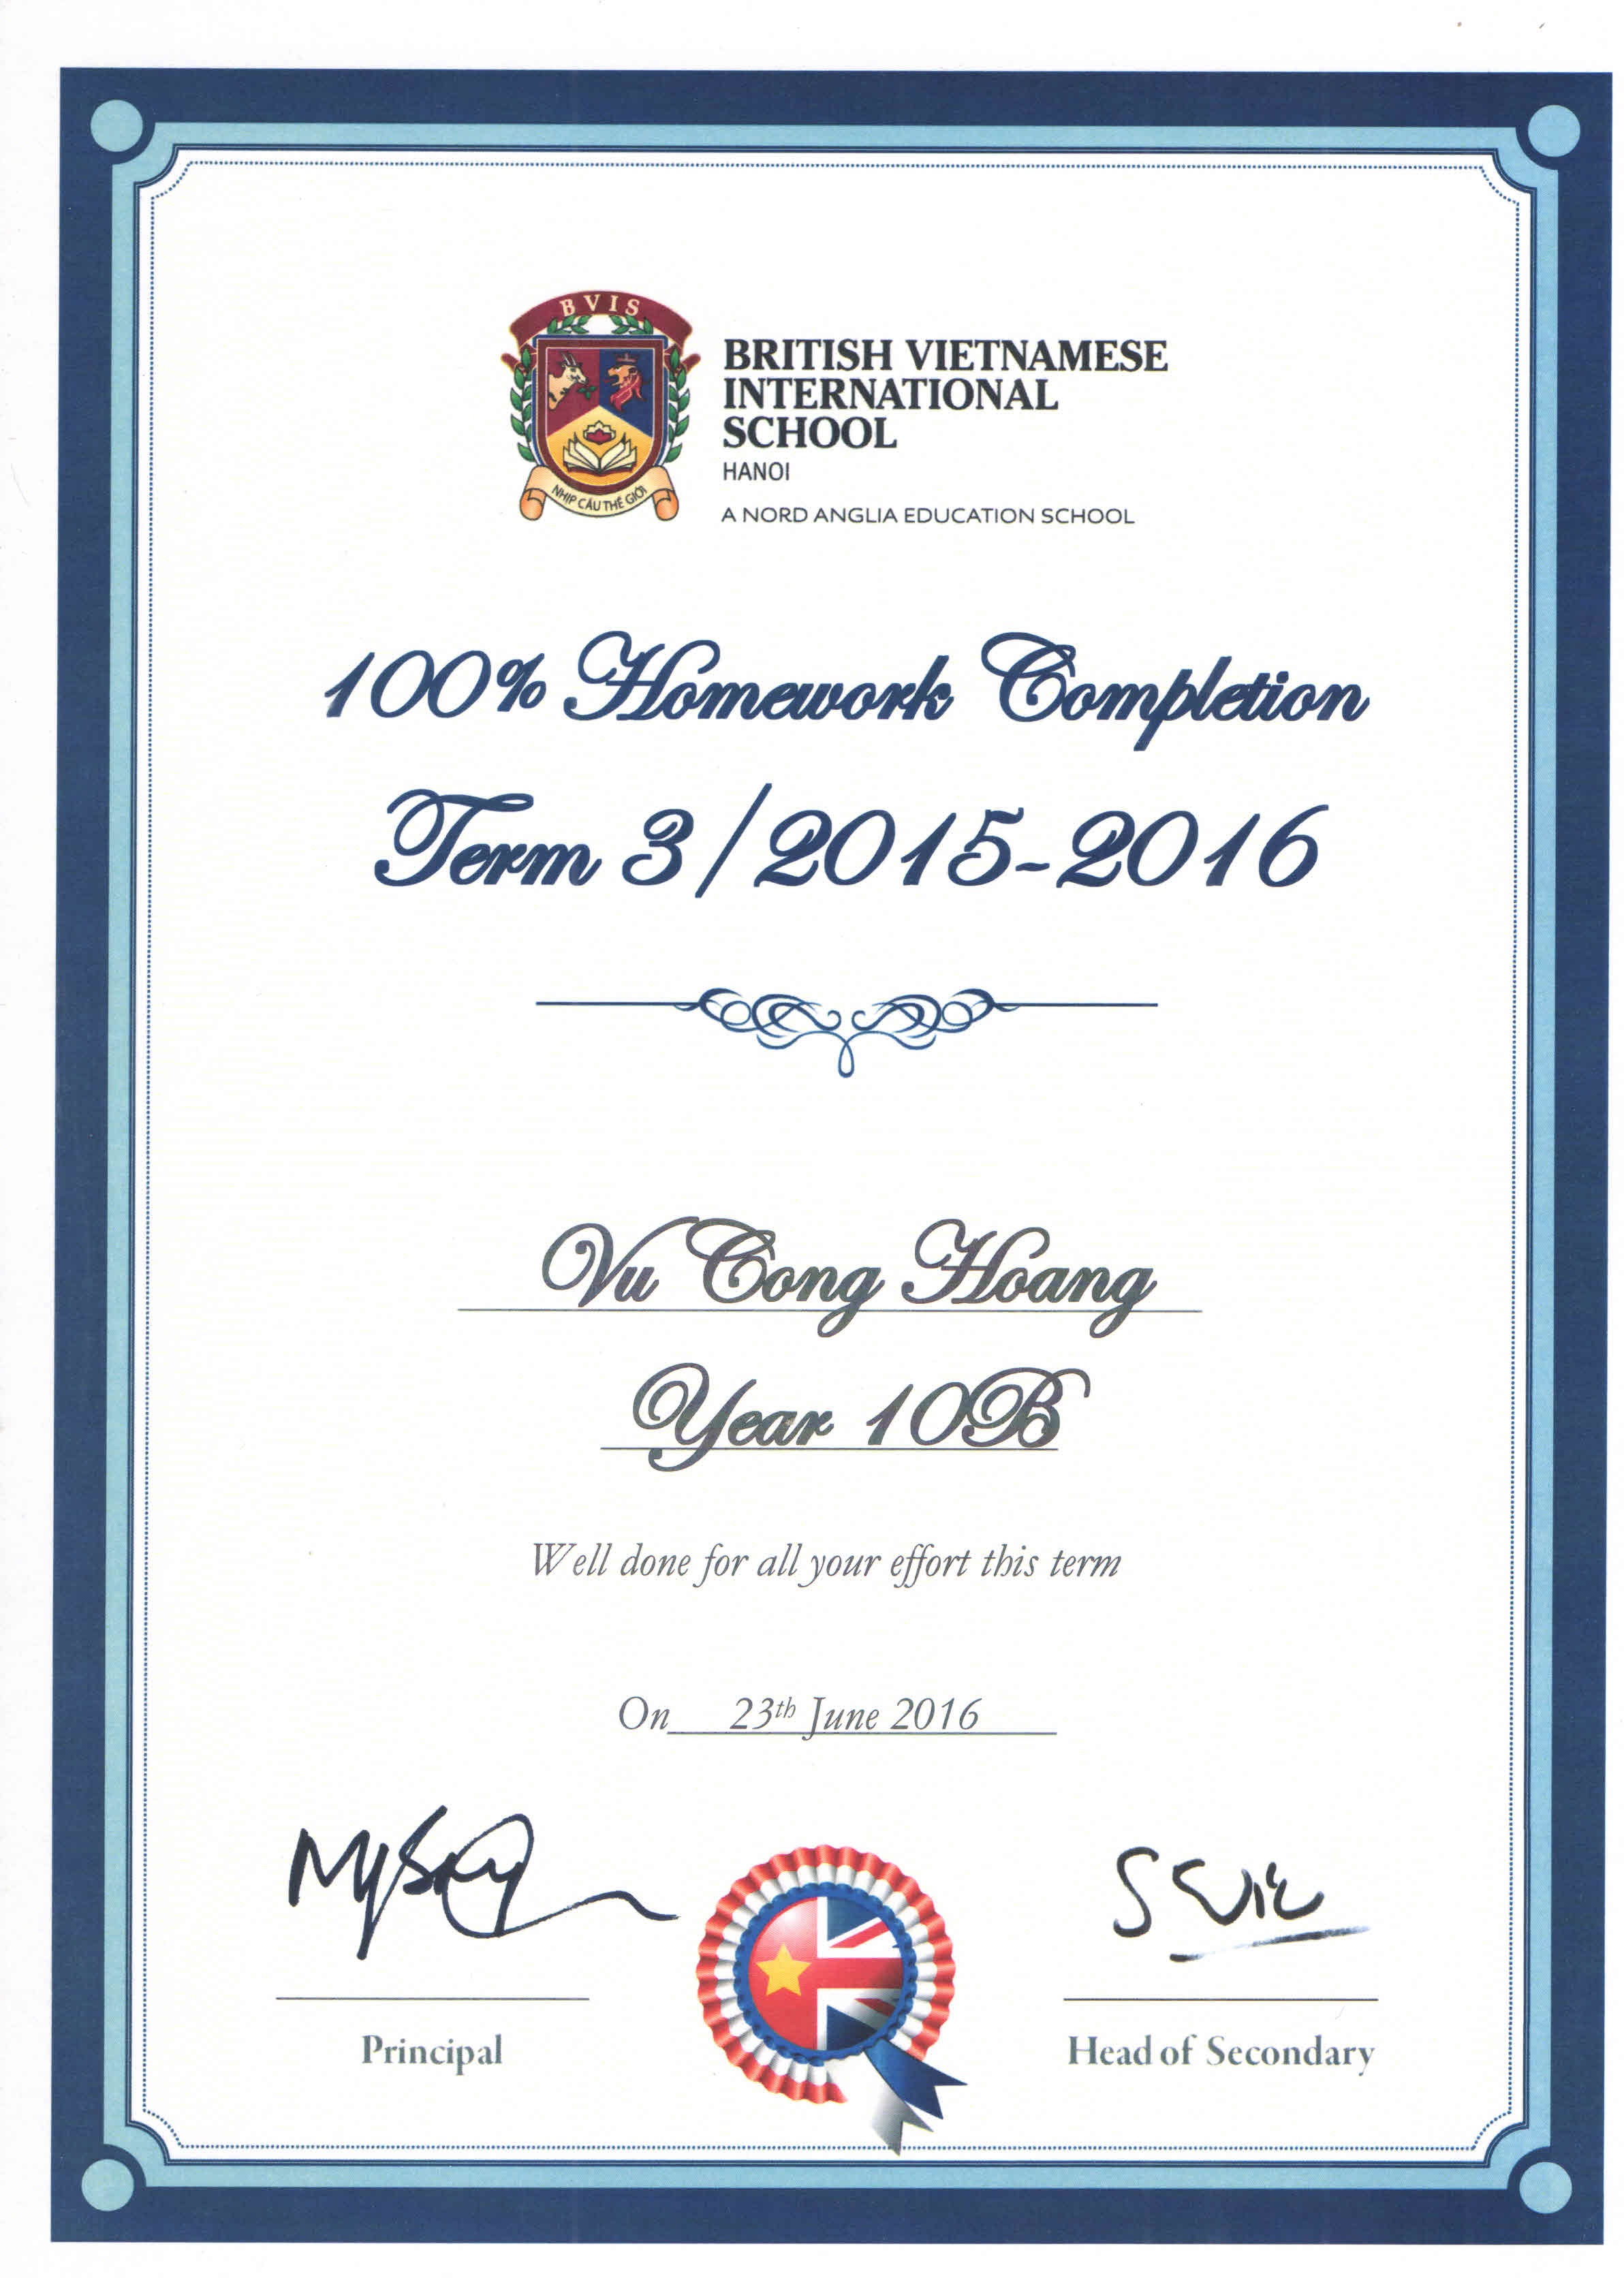 BVIS
NHỊP CẦU THẾ GIỚI
BRITISH VIETNAMESE
INTERNATIONAL
SCHOOL
HANOI
A NORD ANGLIA EDUCATION SCHOOL
100% Homework Completion
Term 3/2015-2016
Vu Cong Hoang
Year 10B
Well done for all your effort this term
On 23th June 2016
Principal
Head of Secondary